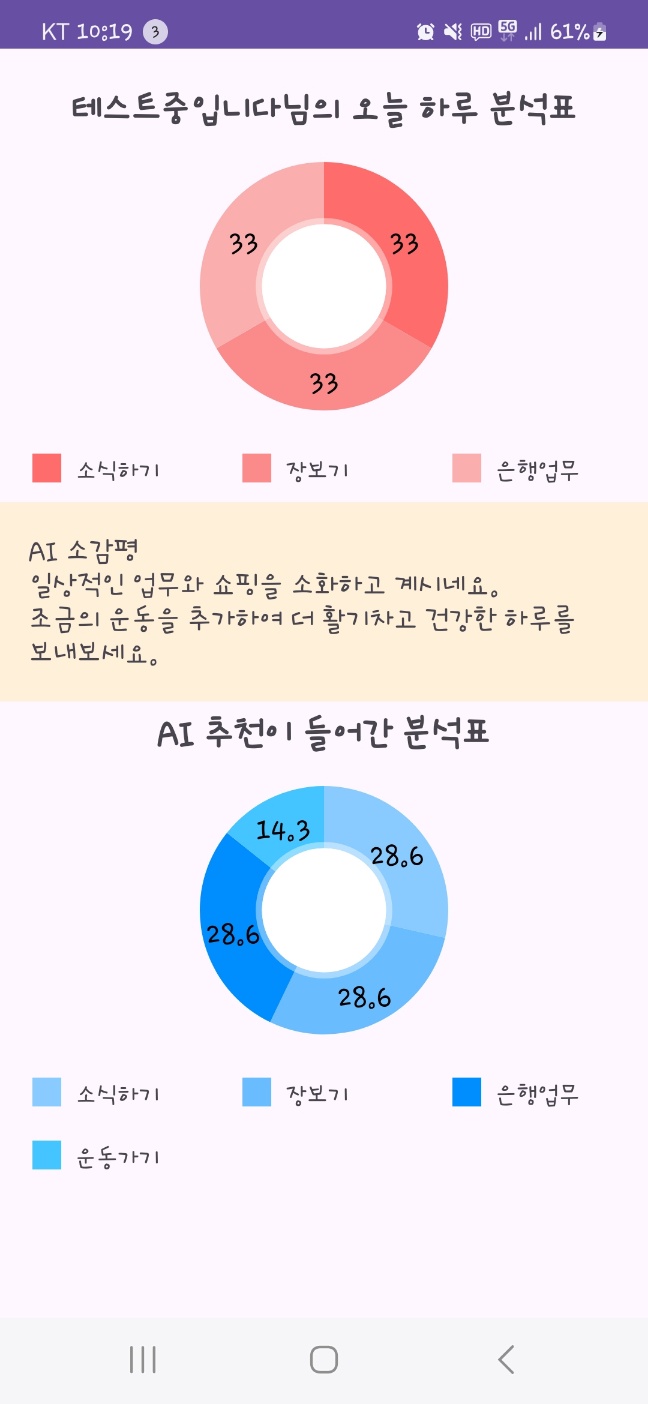 KT 10:19 3 HD 5G 61%
테스트중입니다님의 오늘 하루 분석표
33 33
33
소식하기 장보기 은행업무
AI 소감평
일상적인 업무와 쇼핑을 소화하고 계시네요.
조금의 운동을 추가하여 더 활기차고 건강한 하루를
보내보세요.
AI 추천이 들어간 분석표
14.3
28.6
28.6
28.6
소식하기 장보기 은행업무
운동가기